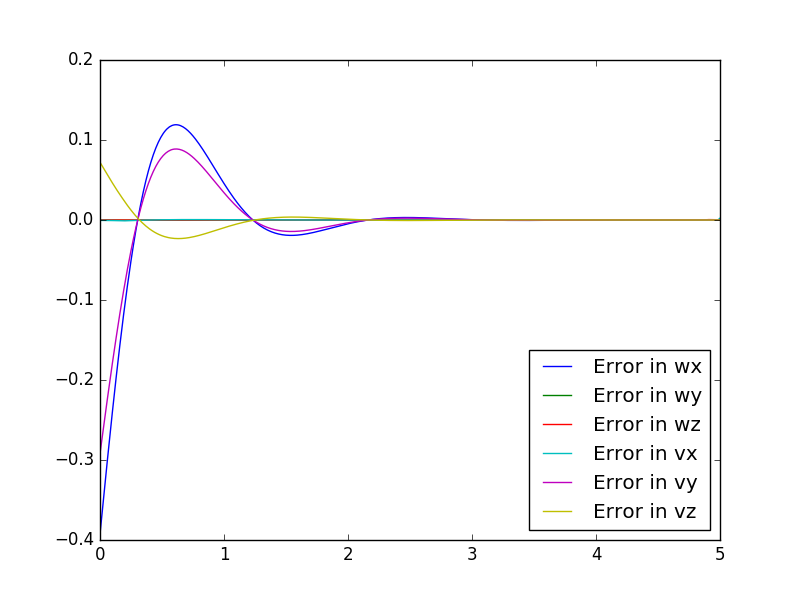 0.2
0.1
0.0
−0.1
−0.2
−0.3
−0.4
0 1 2 3 4 5
Error in wx
Error in wy
Error in wz
Error in vx
Error in vy
Error in vz